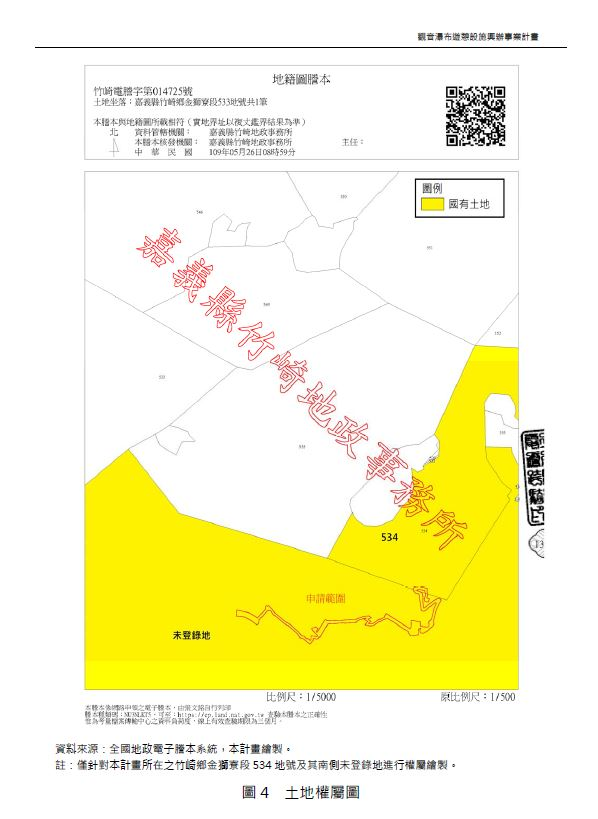 觀音瀑布遊憩設施興辦事業計畫
地籍圖謄本
竹崎電謄字第014725號
土地坐落：嘉義縣竹崎鄉金獅寮段533地號共1筆
本謄本與地籍圖所載相符（實地界址以複丈鑑界結果為準）
北 資料管轄機關： 嘉義縣竹崎地政事務所
本謄本核發機關： 嘉義縣竹崎地政事務所 主任：
中 華 民 國 109年05月26日08時59分
圖例
國有土地
嘉義縣竹崎地政事務所
534
申請範圍
未登錄地
比例尺：1/5000 原比例尺：1/500
資料來源：全國地政電子謄本系統，本計畫繪製。
註：僅針對本計畫所在之竹崎鄉金獅寮段 534 地號及其南側未登錄地進行權屬繪製。
圖 4 土地權屬圖